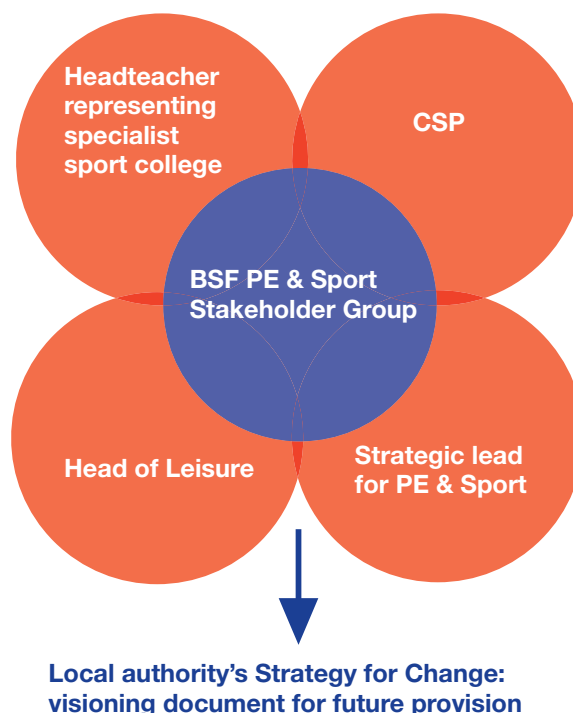 Headteacher
representing
specialist
sport college
CSP
BSF PE & Sport
Stakeholder Group
Head of Leisure
Strategic lead
for PE & Sport
Local authority's Strategy for Change:
visioning document for future provision